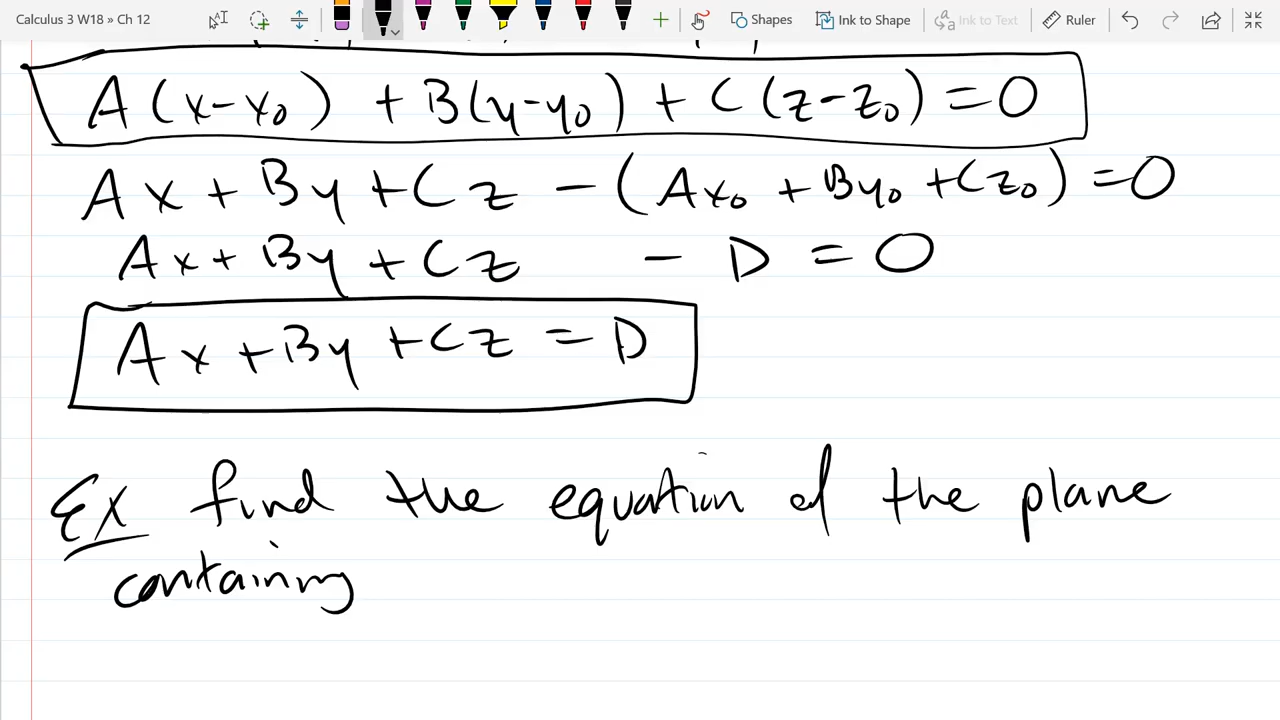 Calculus 3 W18 » Ch 12
Shapes
Ink to Shape
Ink to Text
Ruler
A(x-x₀) + B(y-y₀) + C(z-z₀) = 0
Ax + By + Cz - (Ax₀ + By₀ + Cz₀) = 0
Ax + By + Cz - D = 0
Ax + By + Cz = D
Ex find the equation of the plane
containing